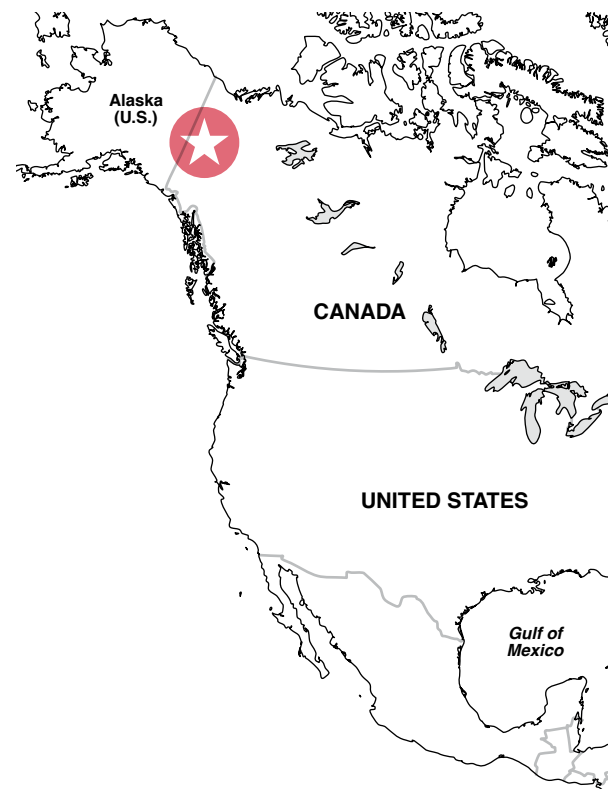 Alaska
(U.S.)
CANADA
UNITED STATES
Gulf of
Mexico